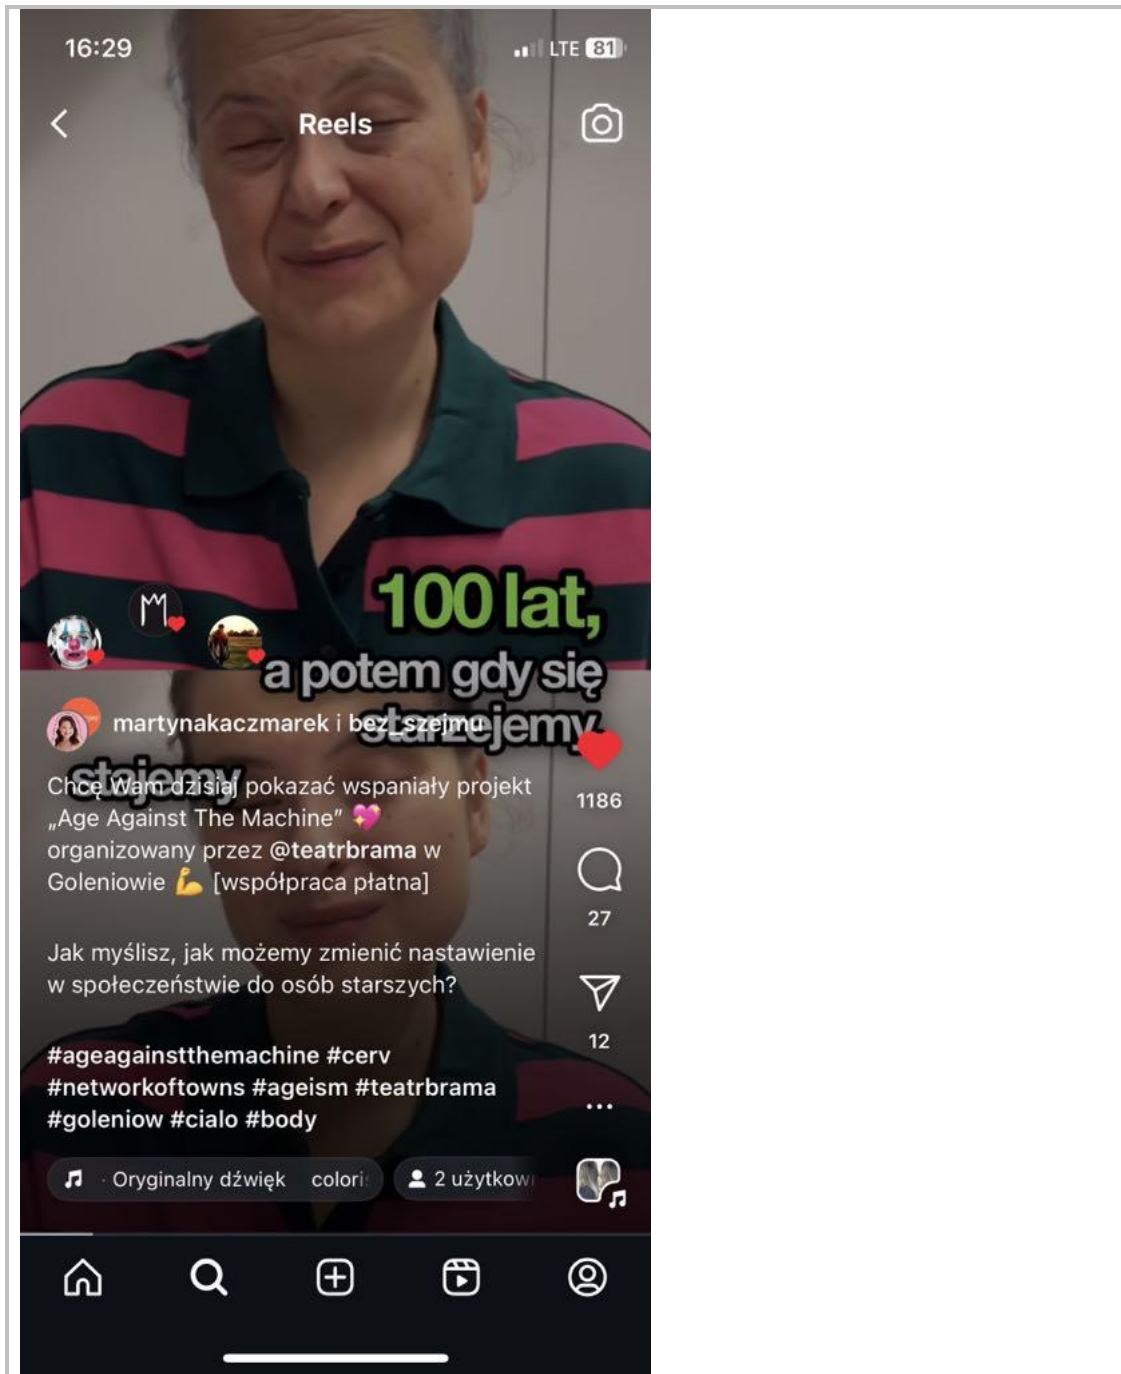 16:29
LTE 81
Reels
100 lat,
a potem gdy się
starzejemy
stajemy
martynakaczmarek i bez_szejmu
Chcę Wam dzisiaj pokazać wspaniały projekt
„Age Against The Machine” 💖
organizowany przez @teatrbrama w
Goleniowie 💪 [współpraca płatna]
1186
27
Jak myślisz, jak możemy zmienić nastawienie
w społeczeństwie do osób starszych?
12
#ageagainstthemachine #cerv
#networkoftowns #ageism #teatrbrama
#goleniow #cialo #body
· Oryginalny dźwięk coloris
2 użytkow